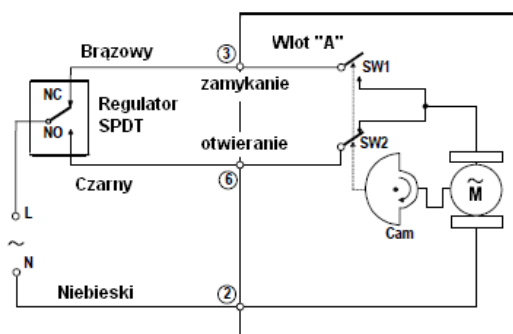 Brązowy
③
Wlot "A"
zamykanie
SW1
NC
Regulator
SPDT
NO
otwieranie
SW2
Czarny
⑥
~
M
Cam
L
~
N
Niebieski
②